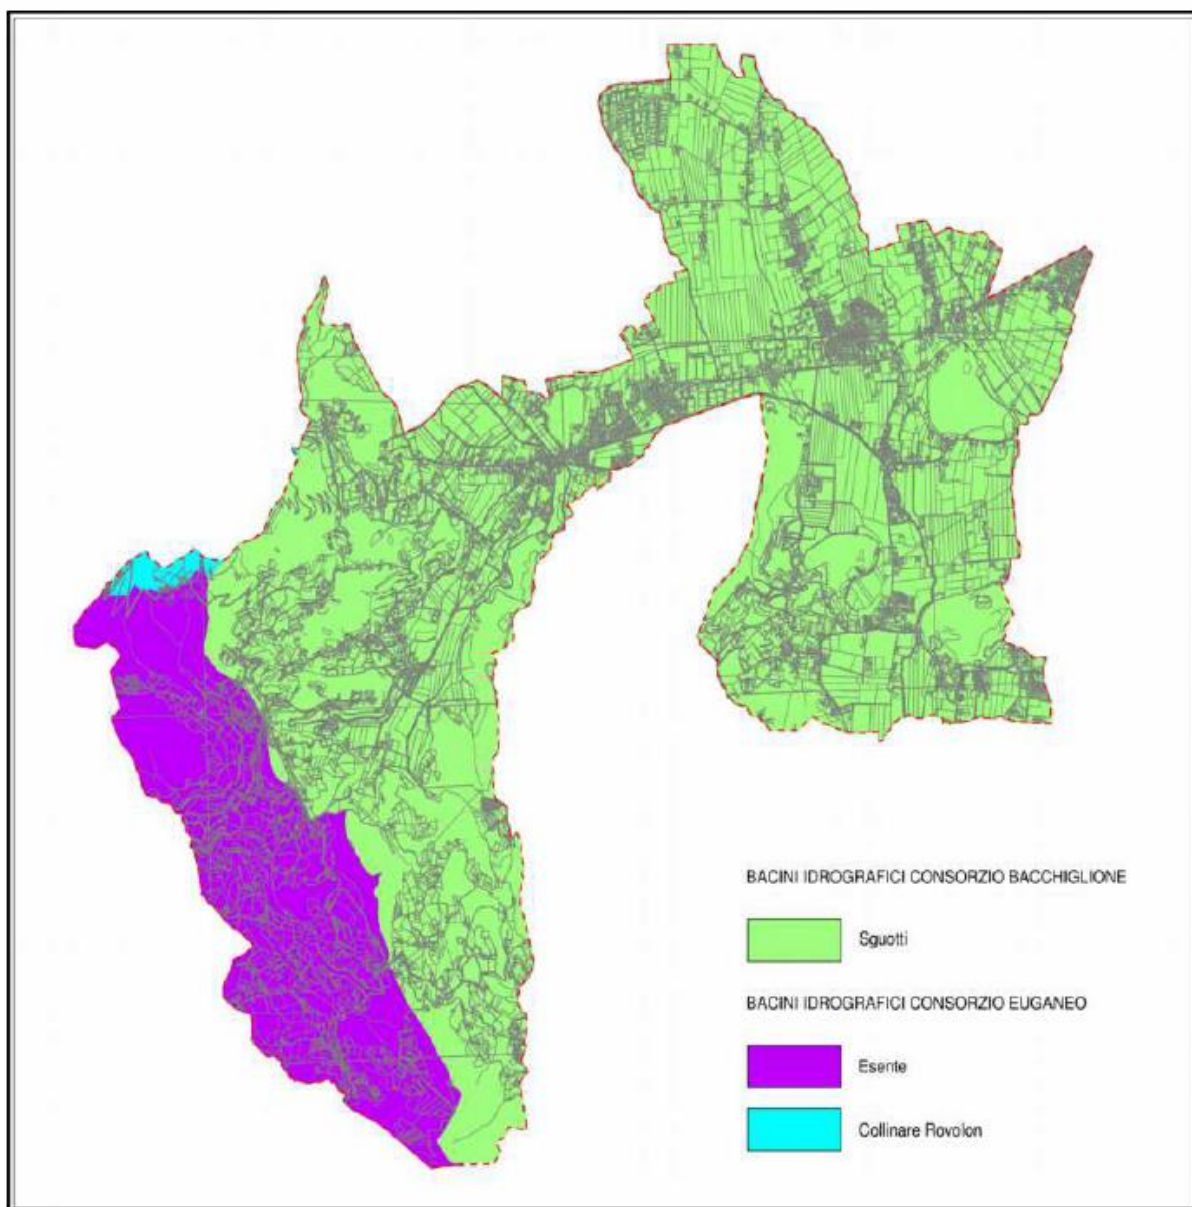 BACINI IDROGRAFICI CONSORZIO BACCHIGLIONE
Sguotti
BACINI IDROGRAFICI CONSORZIO EUGANEO
Esente
Collinare Rovolon